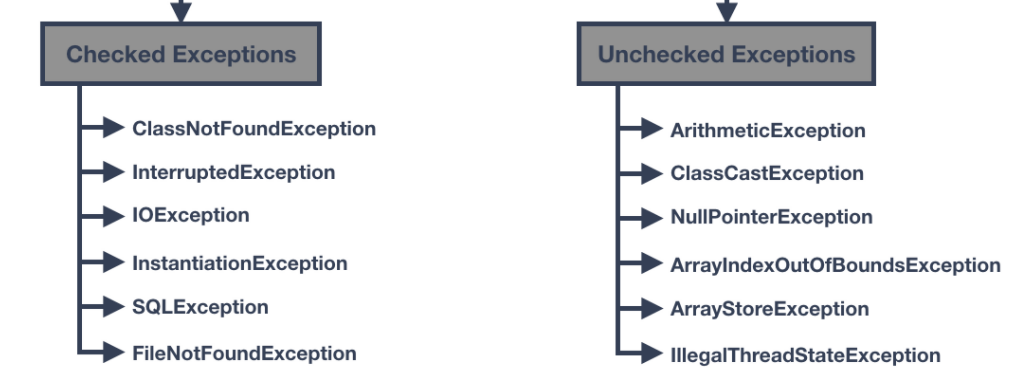 Checked Exceptions
ClassNotFoundException
InterruptedException
IOException
InstantiationException
SQLException
FileNotFoundException
Unchecked Exceptions
ArithmeticException
ClassCastException
NullPointerException
ArrayIndexOutOfBoundsException
ArrayStoreException
IllegalThreadStateException